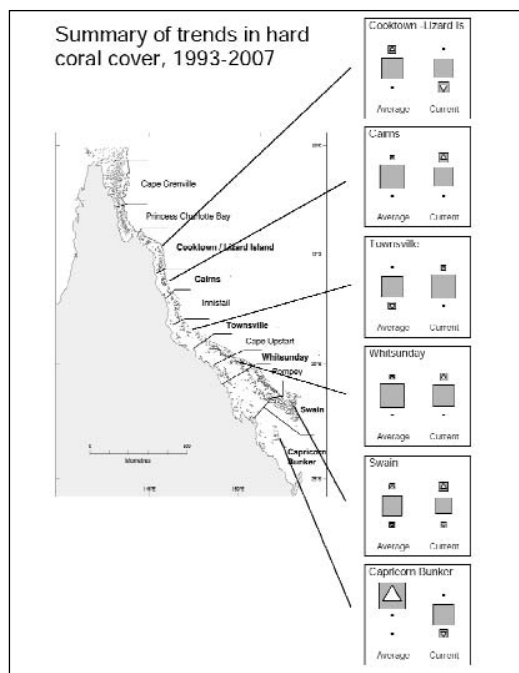 Summary of trends in hard
coral cover, 1993-2007
Cooktown -Lizard Is
Average Current
Cairns
Average Current
Townsville
Average Current
Whitsunday
Average Current
Swain
Average Current
Capricorn Bunker
Average Current
Cape Grenville
Princess Charlotte Bay
Cooktown / Lizard Island
Cairns
Innisfail
Townsville
Cape Upstart
Whitsunday
Pompey
Swain
Capricorn
Bunker
kilometres